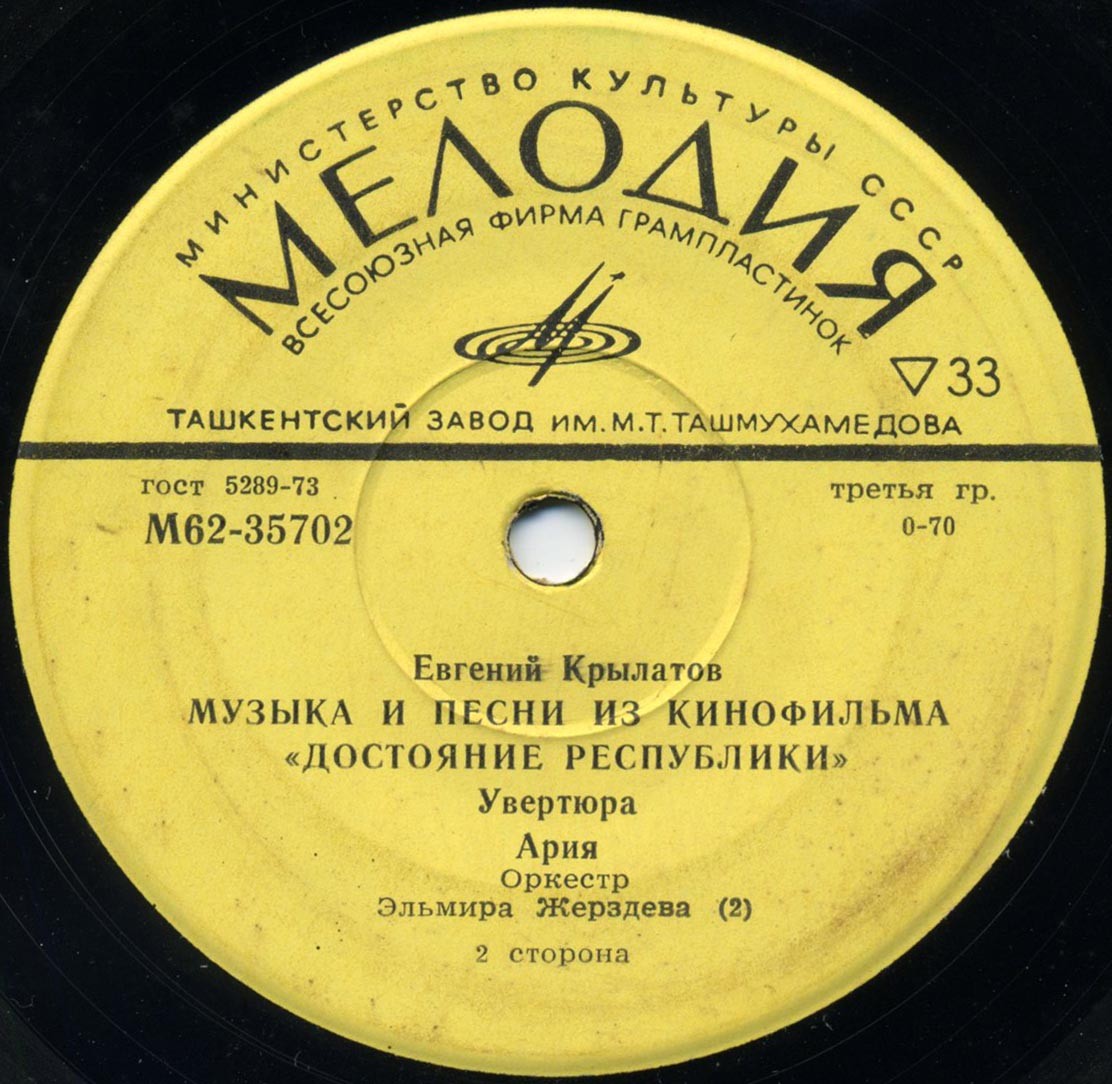 МИНИСТЕРСТВО КУЛЬТУРЫ СССР
МЕЛОДИЯ
ВСЕСОЮЗНАЯ ФИРМА ГРАМПЛАСТИНОК
▽33
ТАШКЕНТСКИЙ ЗАВОД ИМ. М.Т. ТАШМУХАМЕДОВА
гост 5289-73
третья гр.
М62-35702
0-70
Евгений Крылатов
МУЗЫКА И ПЕСНИ ИЗ КИНОФИЛЬМА
«ДОСТОЯНИЕ РЕСПУБЛИКИ»
Увертюра
Ария
Оркестр
Эльмира Жерздева (2)
2 сторона